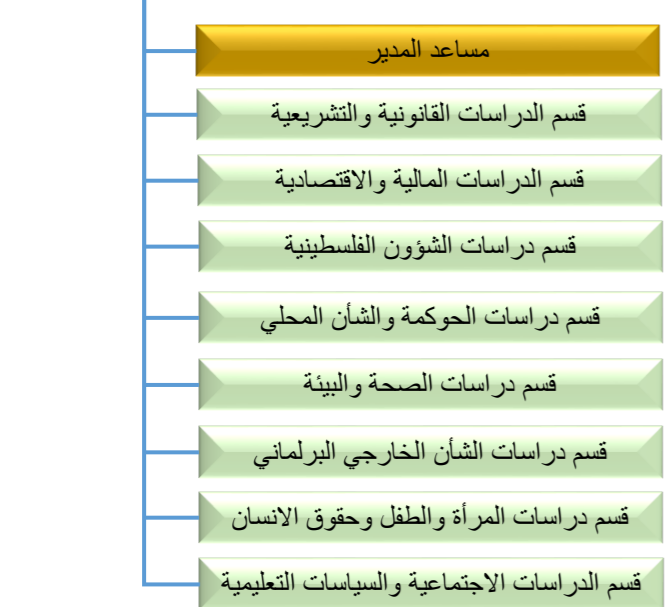 مساعد المدير
قسم الدراسات القانونية والتشريعية
قسم الدراسات المالية والاقتصادية
قسم دراسات الشؤون الفلسطينية
قسم دراسات الحوكمة والشأن المحلي
قسم دراسات الصحة والبيئة
قسم دراسات الشأن الخارجي البرلماني
قسم دراسات المرأة والطفل وحقوق الانسان
قسم الدراسات الاجتماعية والسياسات التعليمية